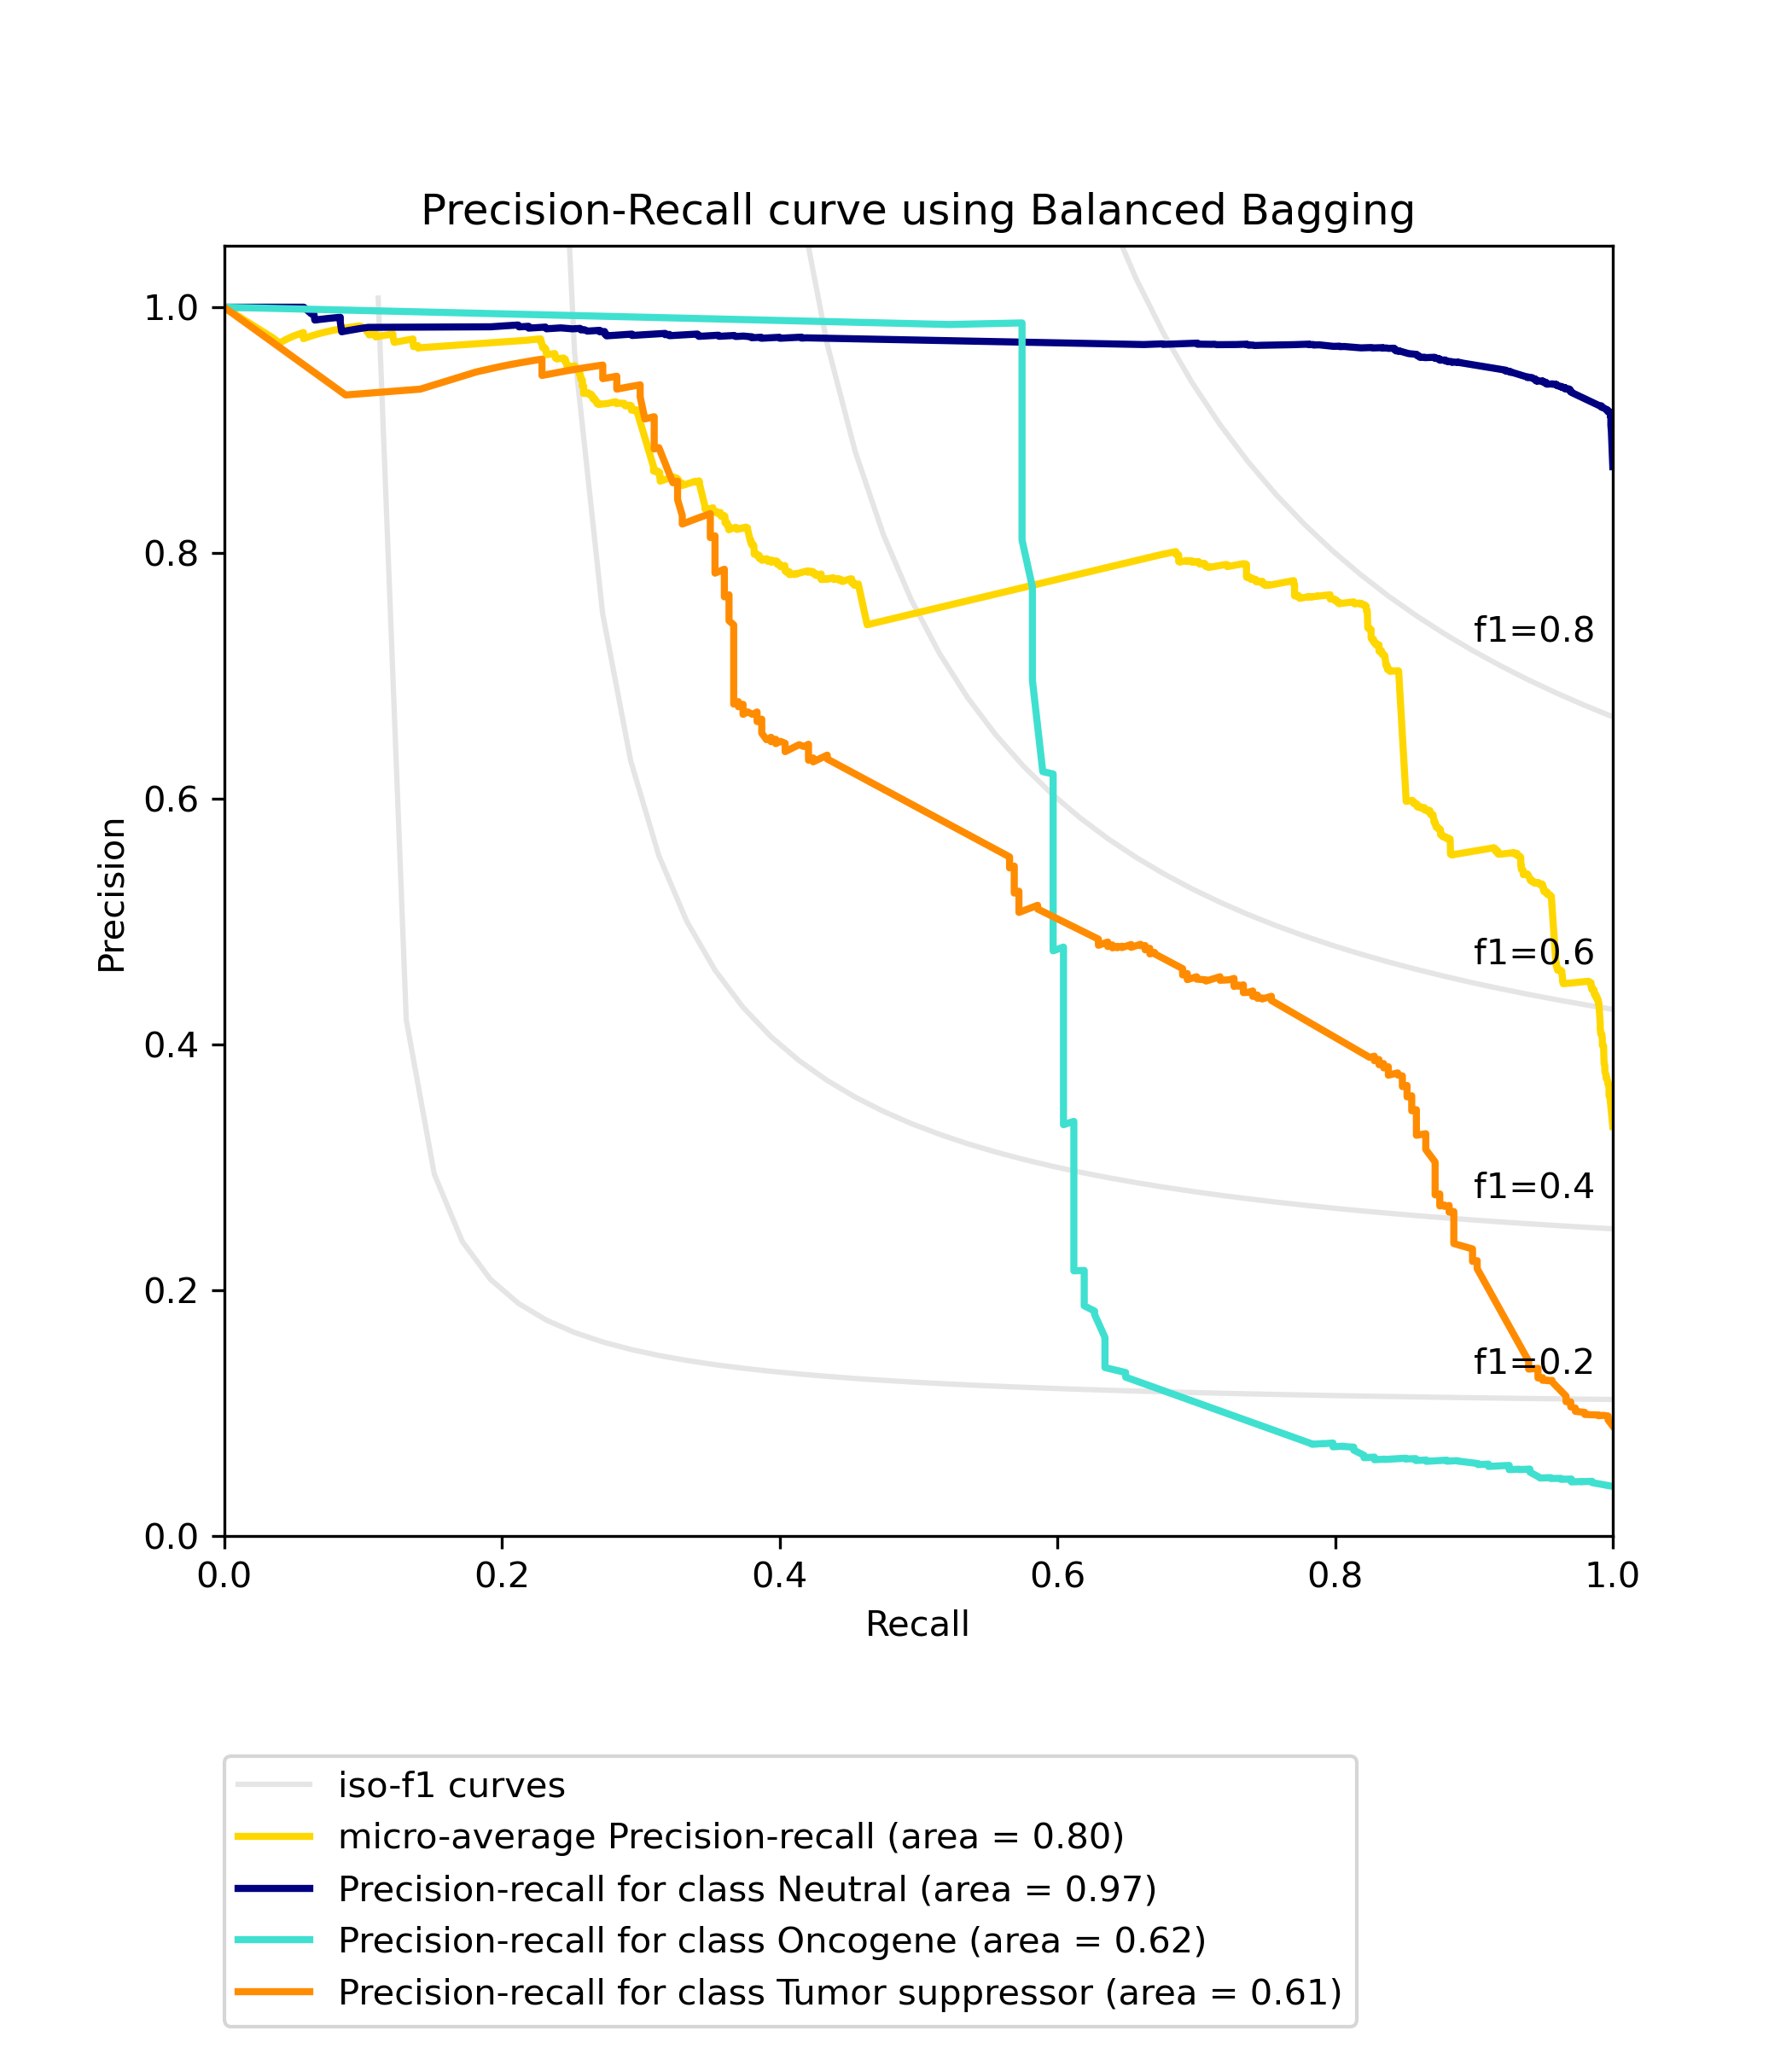 Precision-Recall curve using Balanced Bagging
1.0
0.8
0.6
0.4
0.2
0.0
Precision
f1=0.8
f1=0.6
f1=0.4
f1=0.2
0.0 0.2 0.4 0.6 0.8 1.0
Recall
iso-f1 curves
micro-average Precision-recall (area = 0.80)
Precision-recall for class Neutral (area = 0.97)
Precision-recall for class Oncogene (area = 0.62)
Precision-recall for class Tumor suppressor (area = 0.61)